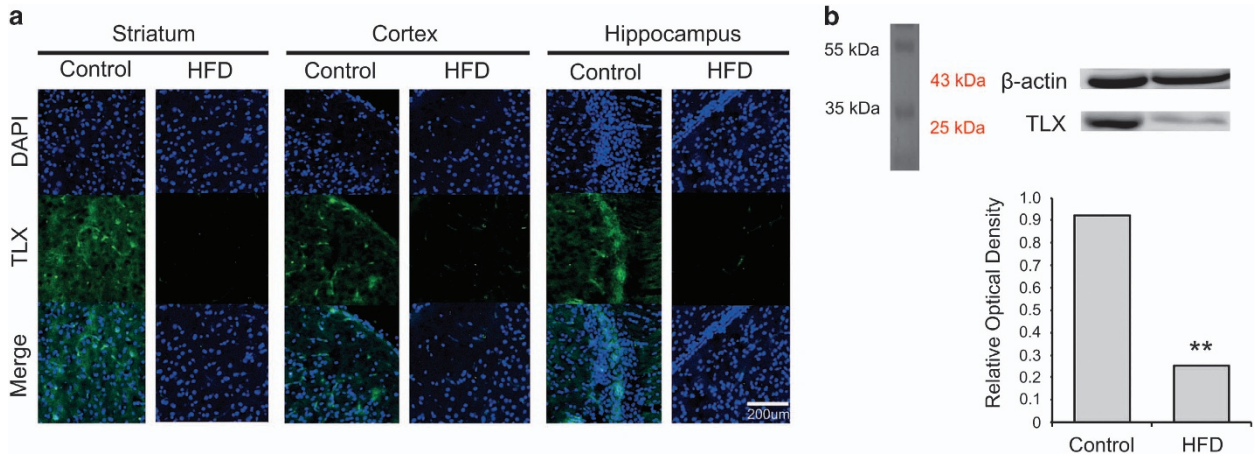 a
Striatum Cortex Hippocampus
Control HFD Control HFD Control HFD
DAPI
TLX
Merge
200um
b
55 kDa
35 kDa
43 kDa
25 kDa
β-actin
TLX
Relative Optical Density
1.0
0.9
0.8
0.7
0.6
0.5
0.4
0.3
0.2
0.1
0
**
Control HFD